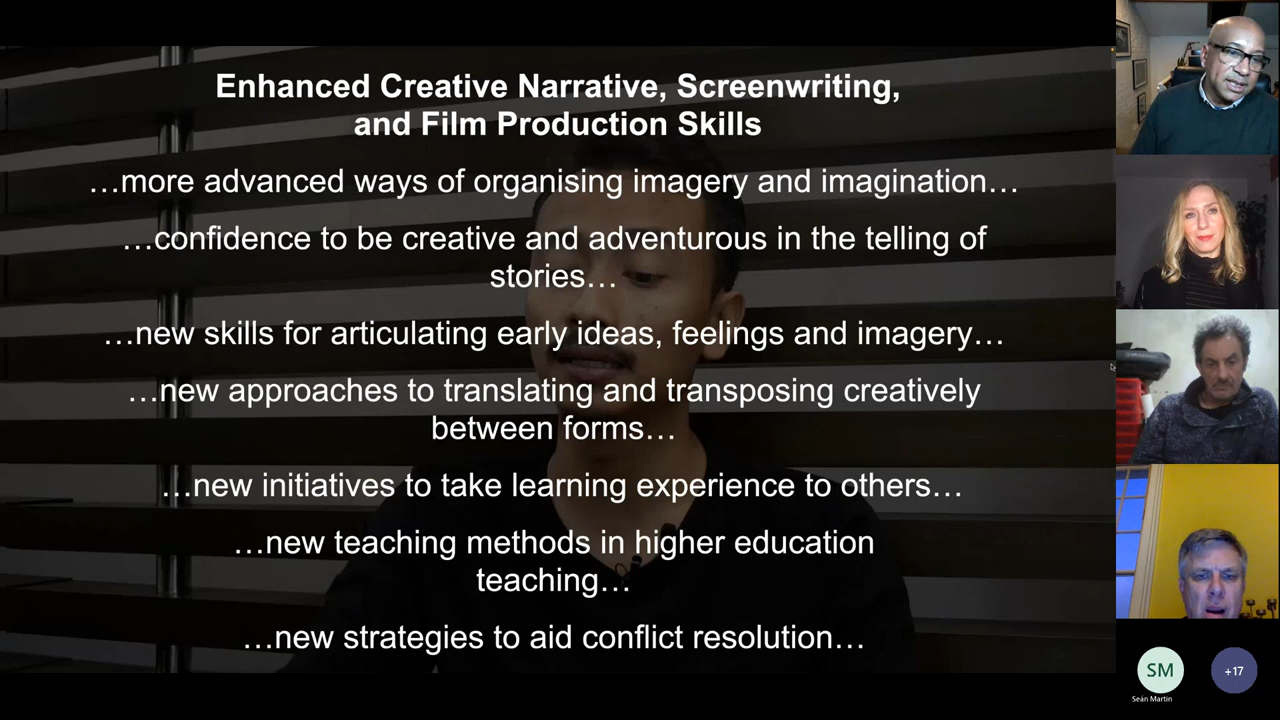 Enhanced Creative Narrative, Screenwriting,
and Film Production Skills
…more advanced ways of organising imagery and imagination…
…confidence to be creative and adventurous in the telling of
stories…
…new skills for articulating early ideas, feelings and imagery…
…new approaches to translating and transposing creatively
between forms…
…new initiatives to take learning experience to others…
…new teaching methods in higher education
teaching…
…new strategies to aid conflict resolution…
SM
+17
Seán Martin